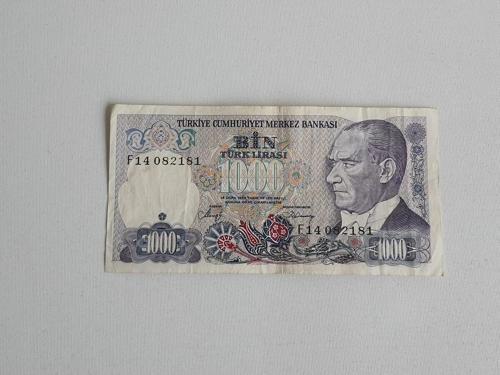 TÜRKİYE CUMHURİYET MERKEZ BANKASI
BİN
TÜRK LİRASI
F14 082181
1000
F14 082181
1000
1000